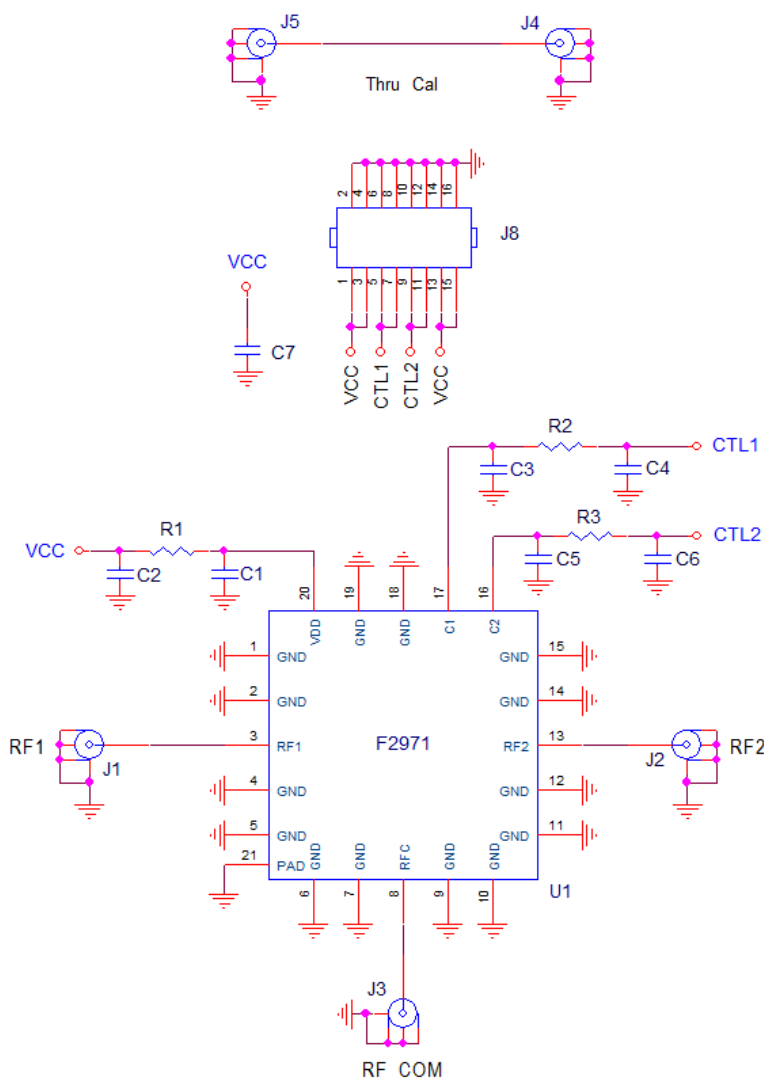 J5
J4
Thru Cal
2 4 6 8 10 12 14 16
J8
1 3 5 7 9 11 13 15
VCC
C7
VCC CTL1 CTL2 VCC
R2
CTL1
C3 C4
R1
R3
VCC
CTL2
C2 C1
C5 C6
20 19 18 17 16
VDD GND GND C1 C2
1 GND GND 15
2 GND GND 14
RF1 J1 3 RF1 F2971 RF2 13 J2 RF2
4 GND GND 12
5 GND GND 11
21 PAD
GND GND RFC GND GND
U1
6 7 8 9 10
J3
RF COM